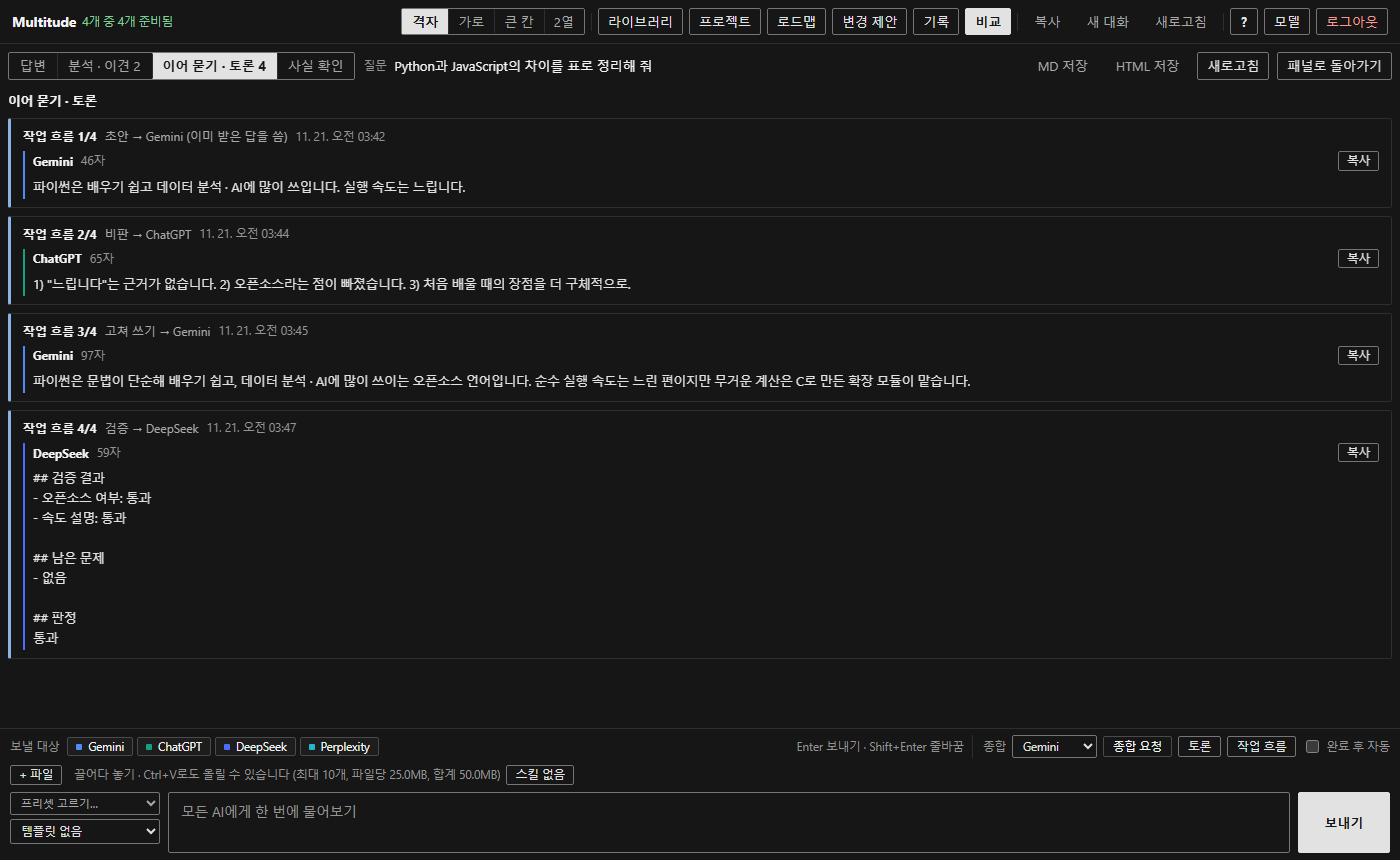 Multitude 4개 중 4개 준비됨 격자 가로 큰 칸 2열 라이브러리 프로젝트 로드맵 변경 제안 기록 비교 복사 새 대화 새로고침 ? 모델 로그아웃
답변 분석 · 이견 2 이어 묻기 · 토론 4 사실 확인 질문 Python과 JavaScript의 차이를 표로 정리해 줘 MD 저장 HTML 저장 새로고침 패널로 돌아가기
이어 묻기 · 토론
작업 흐름 1/4 초안 → Gemini (이미 받은 답을 씀) 11. 21. 오전 03:42
Gemini 46자 복사
파이썬은 배우기 쉽고 데이터 분석 · AI에 많이 쓰입니다. 실행 속도는 느립니다.
작업 흐름 2/4 비판 → ChatGPT 11. 21. 오전 03:44
ChatGPT 65자 복사
1) "느립니다"는 근거가 없습니다. 2) 오픈소스라는 점이 빠졌습니다. 3) 처음 배울 때의 장점을 더 구체적으로.
작업 흐름 3/4 고쳐 쓰기 → Gemini 11. 21. 오전 03:45
Gemini 97자 복사
파이썬은 문법이 단순해 배우기 쉽고, 데이터 분석 · AI에 많이 쓰이는 오픈소스 언어입니다. 순수 실행 속도는 느린 편이지만 무거운 계산은 C로 만든 확장 모듈이 맡습니다.
작업 흐름 4/4 검증 → DeepSeek 11. 21. 오전 03:47
DeepSeek 59자 복사
## 검증 결과
- 오픈소스 여부: 통과
- 속도 설명: 통과
## 남은 문제
- 없음
## 판정
통과
보낼 대상 Gemini ChatGPT DeepSeek Perplexity Enter 보내기 · Shift+Enter 줄바꿈 종합 Gemini 종합 요청 토론 작업 흐름 완료 후 자동
+ 파일 끌어다 놓기 · Ctrl+V로도 올릴 수 있습니다 (최대 10개, 파일당 25.0MB, 합계 50.0MB) 스킬 없음
프리셋 고르기... 모든 AI에게 한 번에 물어보기 보내기
템플릿 없음